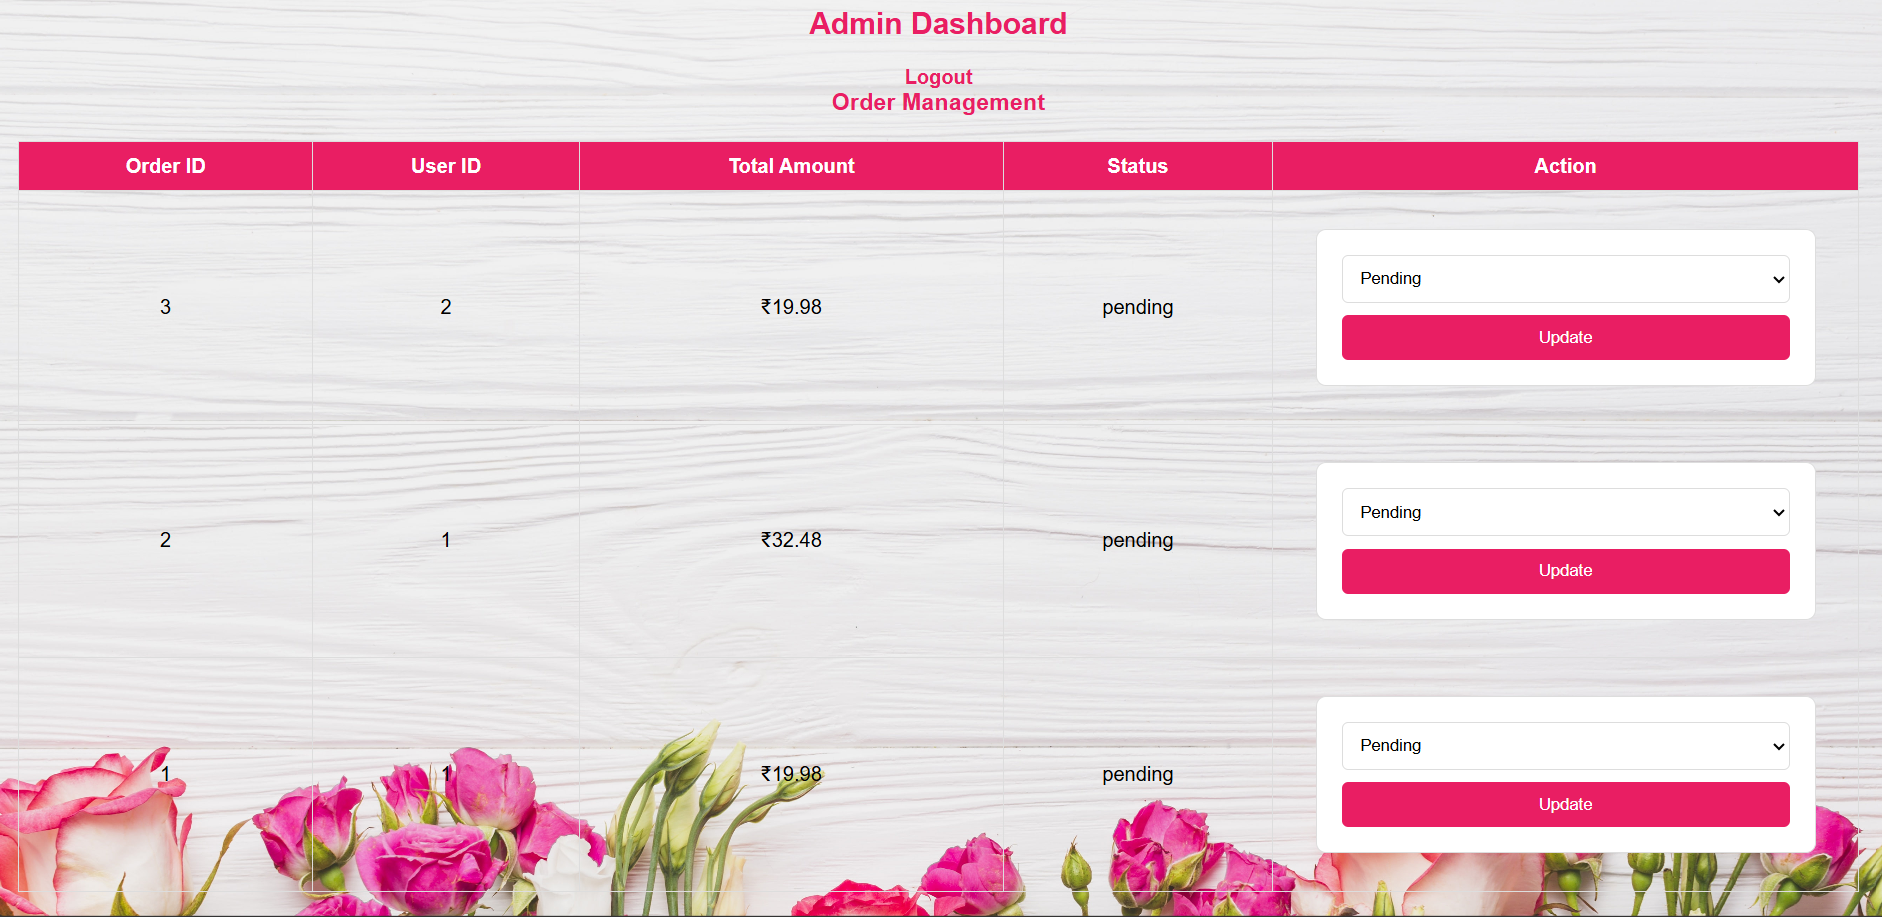 Admin Dashboard
Logout
Order Management
Order ID User ID Total Amount Status Action
3 2 ₹19.98 pending Pending
Update
2 1 ₹32.48 pending Pending
Update
1 1 ₹19.98 pending Pending
Update